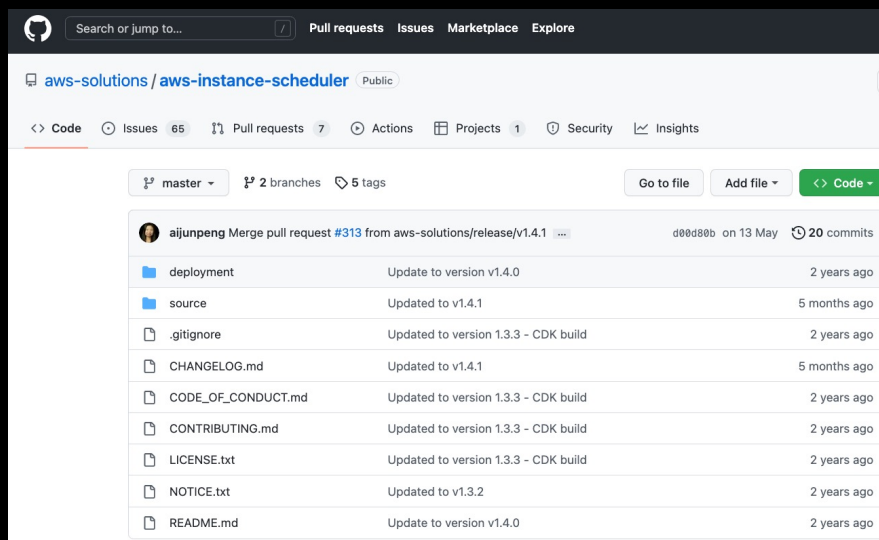 Search or jump to... / Pull requests Issues Marketplace Explore
aws-solutions / aws-instance-scheduler Public
<> Code Issues 65 Pull requests 7 Actions Projects 1 Security Insights
master 2 branches 5 tags Go to file Add file <> Code
aijunpeng Merge pull request #313 from aws-solutions/release/v1.4.1 ... d00d80b on 13 May 20 commits
deployment Update to version v1.4.0 2 years ago
source Updated to v1.4.1 5 months ago
.gitignore Updated to version 1.3.3 - CDK build 2 years ago
CHANGELOG.md Updated to v1.4.1 5 months ago
CODE_OF_CONDUCT.md Updated to version 1.3.3 - CDK build 2 years ago
CONTRIBUTING.md Updated to version 1.3.3 - CDK build 2 years ago
LICENSE.txt Updated to version 1.3.3 - CDK build 2 years ago
NOTICE.txt Updated to v1.3.2 2 years ago
README.md Update to version v1.4.0 2 years ago